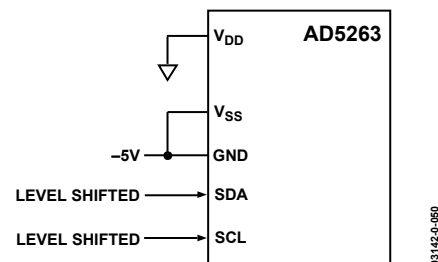 AD5263
VDD
VSS
–5V
GND
LEVEL SHIFTED
SDA
LEVEL SHIFTED
SCL
03142-0-050